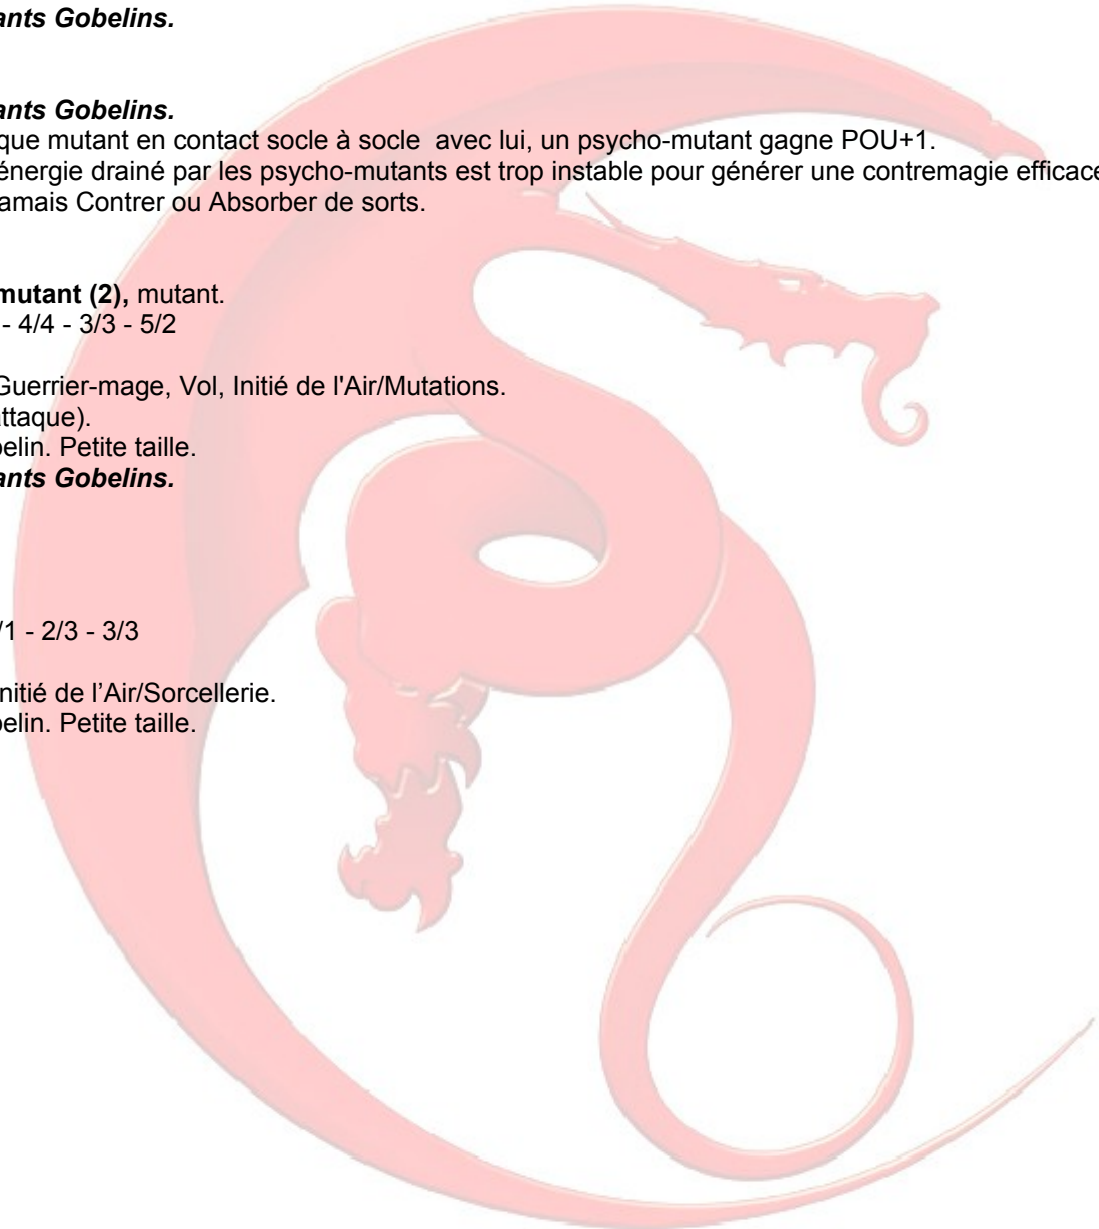 ants Gobelins.
ants Gobelins.
que mutant en contact socle à socle avec lui, un psycho-mutant gagne POU+1.
énergie drainé par les psycho-mutants est trop instable pour générer une contremagie efficace
amais Contrer ou Absorber de sorts.
mutant (2), mutant.
- 4/4 - 3/3 - 5/2
Guerrier-mage, Vol, Initié de l'Air/Mutations.
attaque).
belin. Petite taille.
ants Gobelins.
/1 - 2/3 - 3/3
nitié de l’Air/Sorcellerie.
belin. Petite taille.